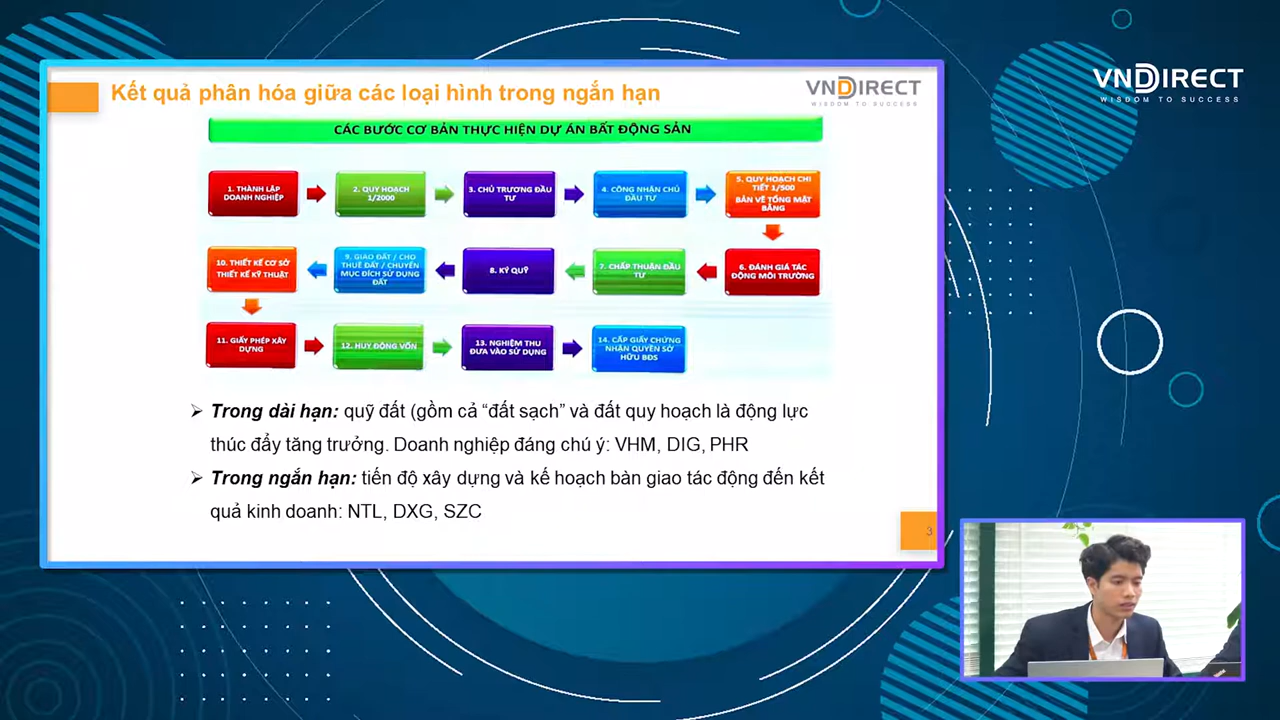 Kết quả phân hóa giữa các loại hình trong ngắn hạn
VNDIRECT
WISDOM TO SUCCESS
VNDIRECT
WISDOM TO SUCCESS
CÁC BƯỚC CƠ BẢN THỰC HIỆN DỰ ÁN BẤT ĐỘNG SẢN
1. THÀNH LẬP
DOANH NGHIỆP
2. QUY HOẠCH
1/2000
3. CHỦ TRƯƠNG ĐẦU
TƯ
4. CÔNG NHẬN CHỦ
ĐẦU TƯ
5. QUY HOẠCH CHI
TIẾT 1/500
BẢN VẼ TỔNG MẶT
BẰNG
10. THIẾT KẾ CƠ SỞ
THIẾT KẾ KỸ THUẬT
9. GIAO ĐẤT / CHO
THUÊ ĐẤT / CHUYỂN
MỤC ĐÍCH SỬ DỤNG
ĐẤT
8. KÝ QUỸ
7. CHẤP THUẬN ĐẦU
TƯ
6. ĐÁNH GIÁ TÁC
ĐỘNG MÔI TRƯỜNG
11. GIẤY PHÉP XÂY
DỰNG
12. HUY ĐỘNG VỐN
13. NGHIỆM THU
ĐƯA VÀO SỬ DỤNG
14. CẤP GIẤY CHỨNG
NHẬN QUYỀN SỞ
HỮU BĐS
➢ Trong dài hạn: quỹ đất (gồm cả “đất sạch” và đất quy hoạch là động lực
thúc đẩy tăng trưởng. Doanh nghiệp đáng chú ý: VHM, DIG, PHR
➢ Trong ngắn hạn: tiến độ xây dựng và kế hoạch bàn giao tác động đến kết
quả kinh doanh: NTL, DXG, SZC
3